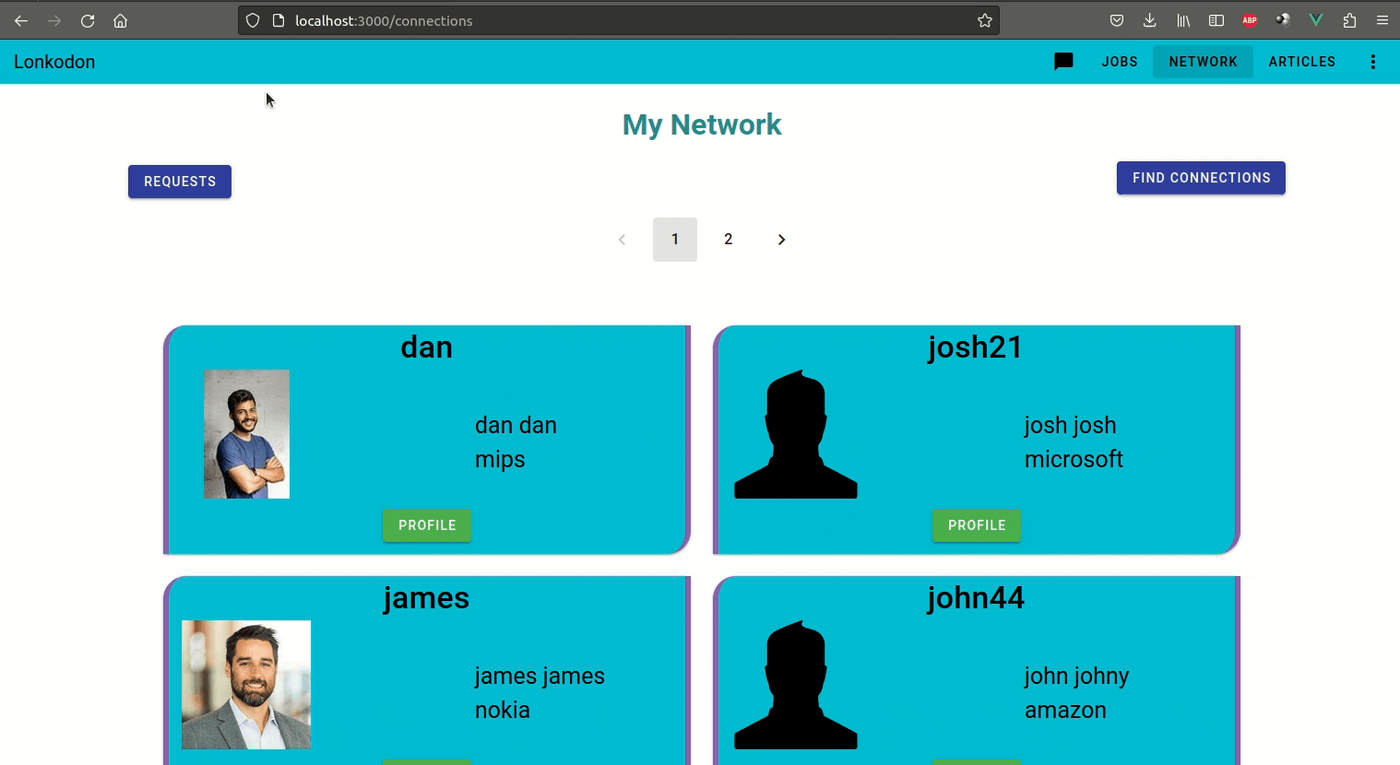 localhost:3000/connections
ABP
Lonkodon
JOBS
NETWORK
ARTICLES
My Network
REQUESTS
FIND CONNECTIONS
1
2
dan
dan dan
mips
PROFILE
josh21
josh josh
microsoft
PROFILE
james
james james
nokia
john44
john johny
amazon